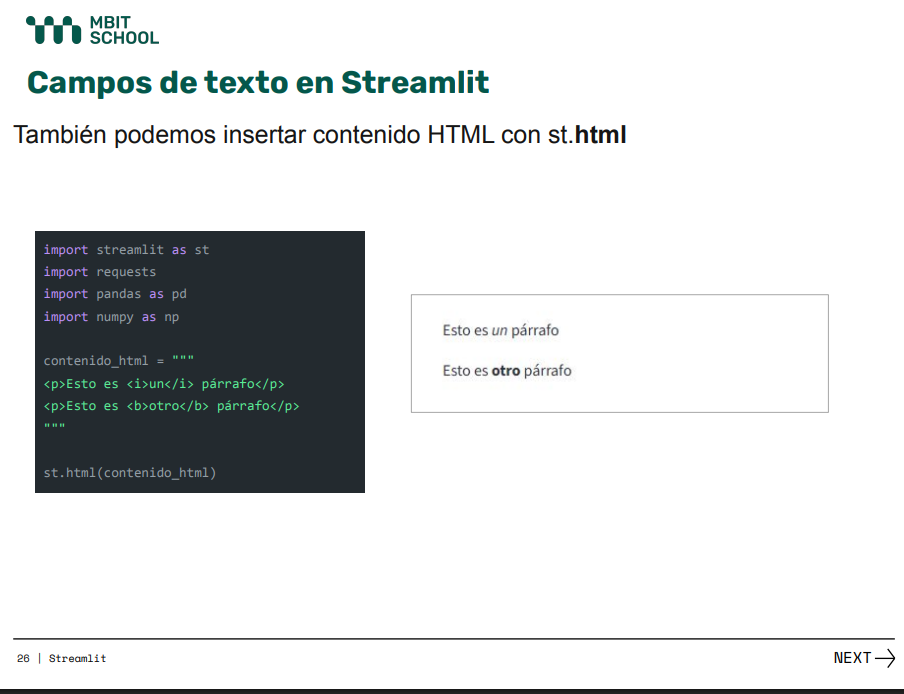 MBIT
SCHOOL
Campos de texto en Streamlit
También podemos insertar contenido HTML con st.html
import streamlit as st
import requests
import pandas as pd
import numpy as np
contenido_html = """
<p>Esto es <i>un</i> párrafo</p>
<p>Esto es <b>otro</b> párrafo</p>
"""
st.html(contenido_html)
Esto es un párrafo
Esto es otro párrafo
26 | Streamlit
NEXT